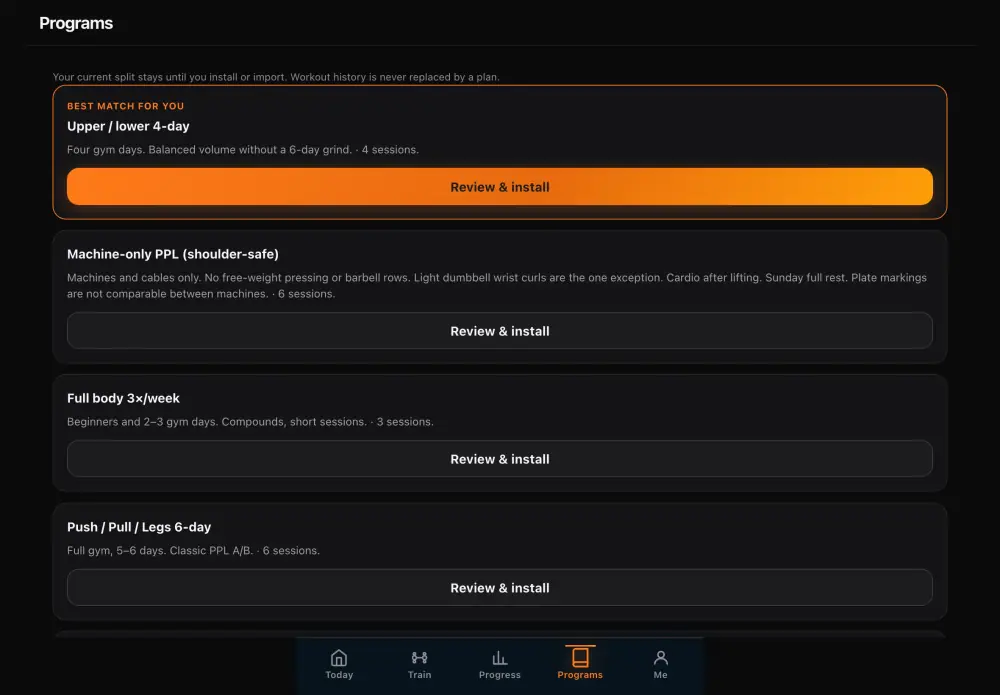 Programs
Your current split stays until you install or import. Workout history is never replaced by a plan.
BEST MATCH FOR YOU
Upper / lower 4-day
Four gym days. Balanced volume without a 6-day grind. · 4 sessions.
Review & install
Machine-only PPL (shoulder-safe)
Machines and cables only. No free-weight pressing or barbell rows. Light dumbbell wrist curls are the one exception. Cardio after lifting. Sunday full rest. Plate markings
are not comparable between machines. · 6 sessions.
Review & install
Full body 3×/week
Beginners and 2–3 gym days. Compounds, short sessions. · 3 sessions.
Review & install
Push / Pull / Legs 6-day
Full gym, 5–6 days. Classic PPL A/B. · 6 sessions.
Review & install
Today
Train
Progress
Programs
Me